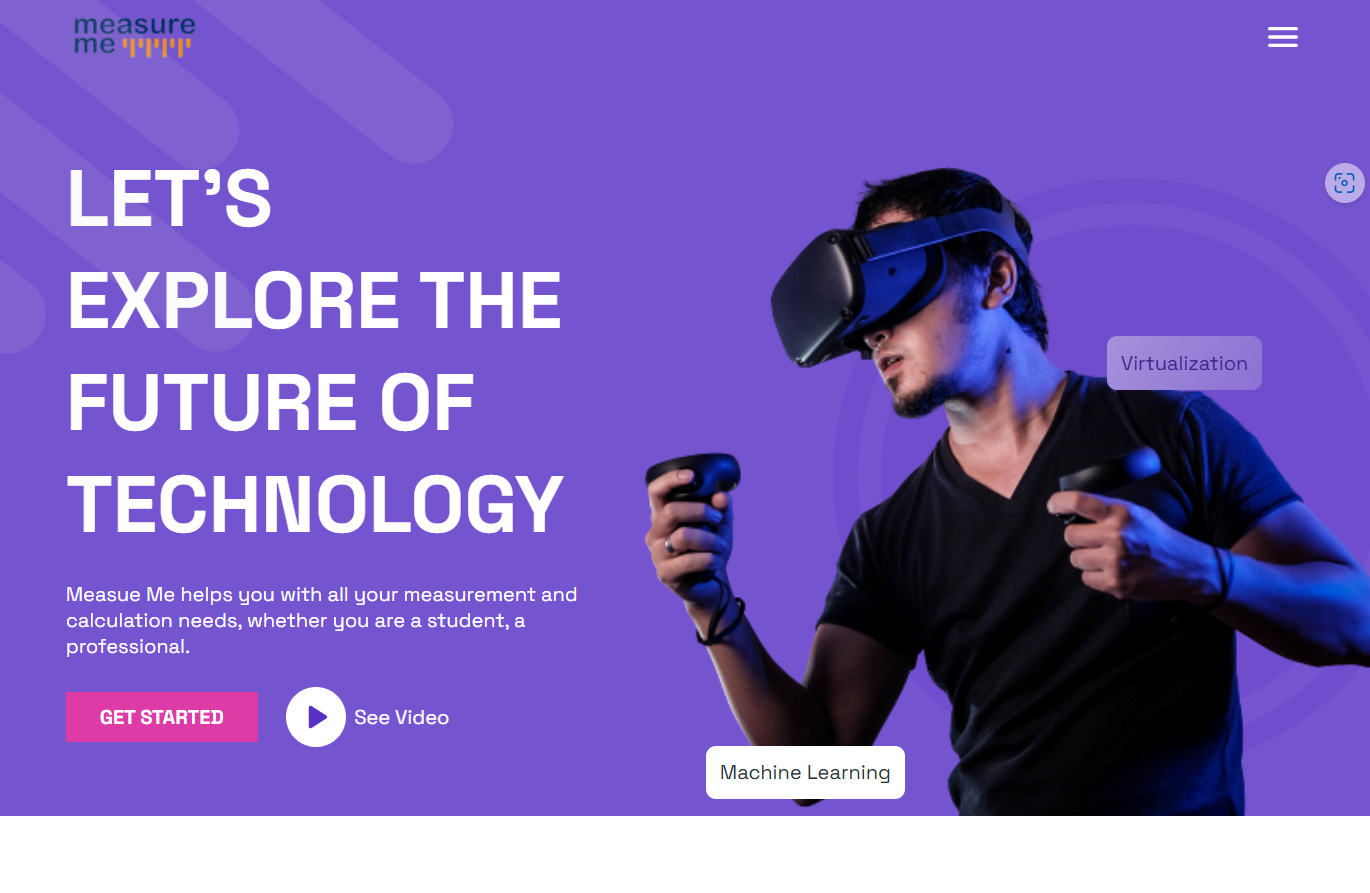 measure
me
LET'S
EXPLORE THE
FUTURE OF
TECHNOLOGY
Virtualization
Measue Me helps you with all your measurement and
calculation needs, whether you are a student, a
professional.
GET STARTED
See Video
Machine Learning